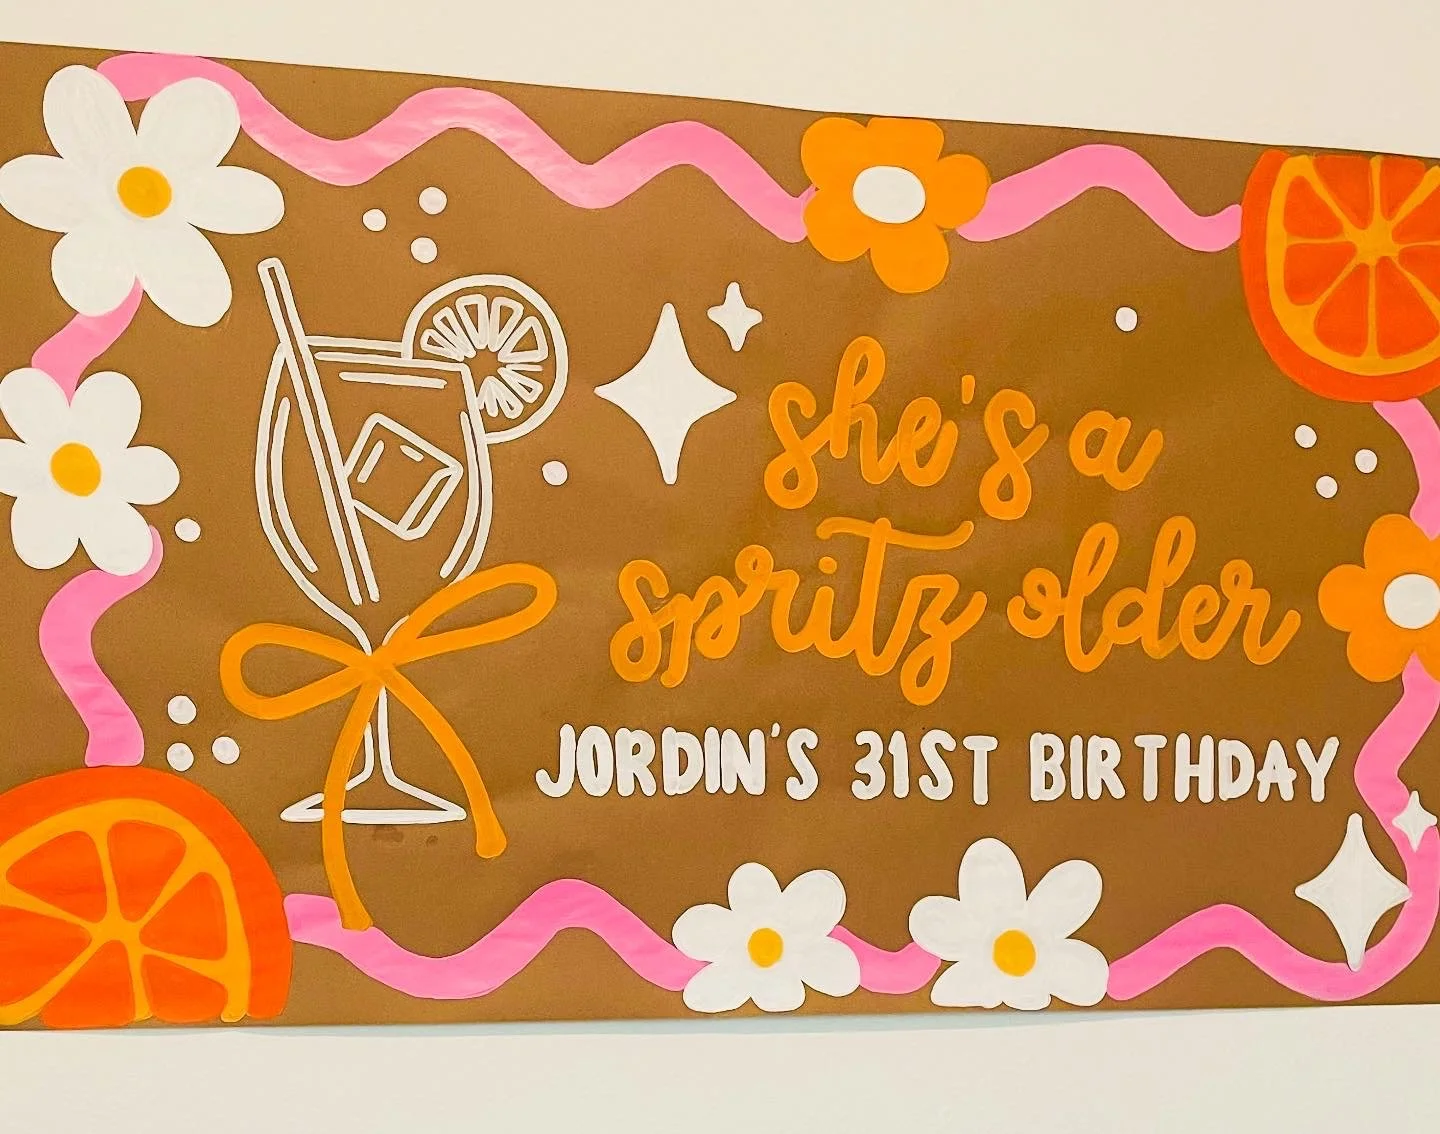 she's a
spritz older
JORDIN'S 31ST BIRTHDAY